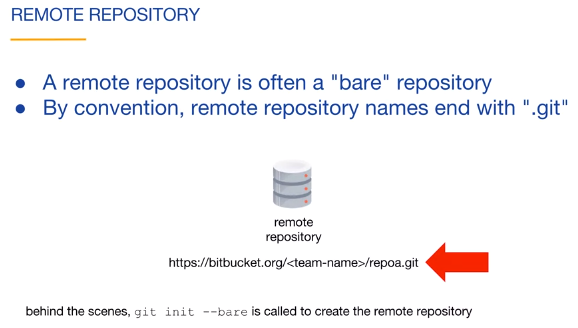 REMOTE REPOSITORY
● A remote repository is often a "bare" repository
● By convention, remote repository names end with ".git"
remote
repository
https://bitbucket.org/<team-name>/repoa.git
behind the scenes, git init --bare is called to create the remote repository